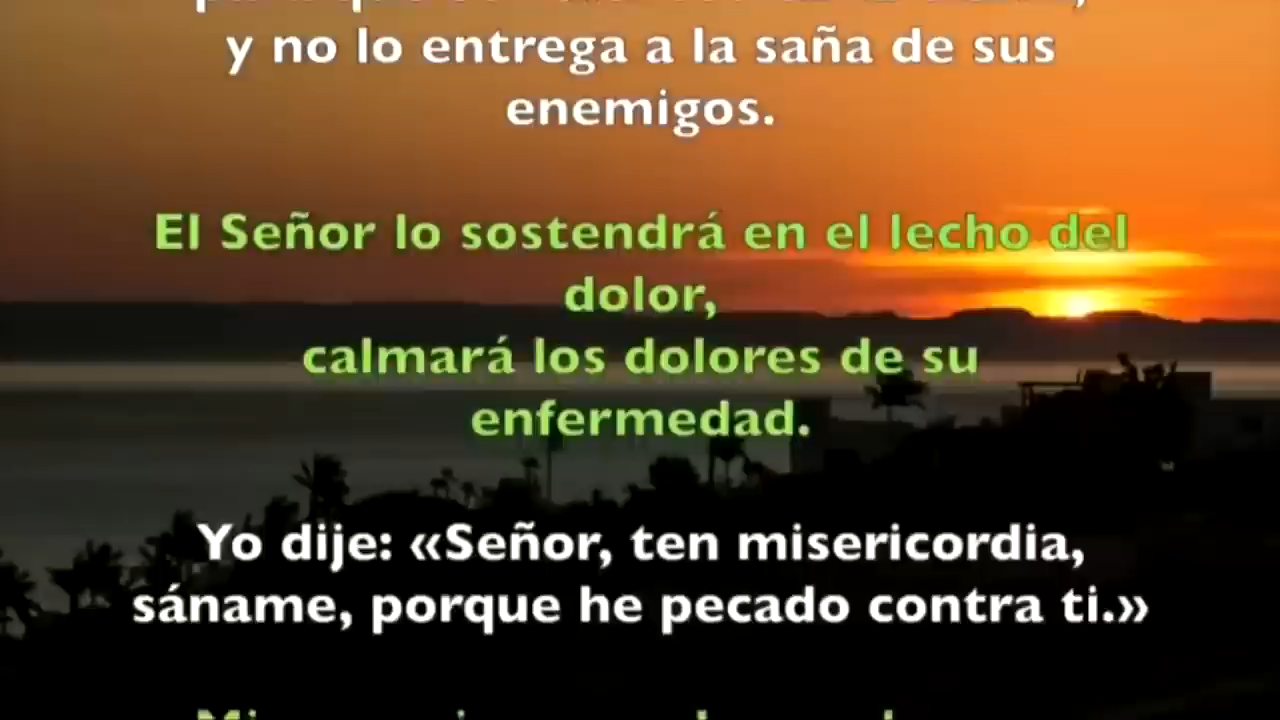 y no lo entrega a la saña de sus
enemigos.
El Señor lo sostendrá en el lecho del
dolor,
calmará los dolores de su
enfermedad.
Yo dije: «Señor, ten misericordia,
sáname, porque he pecado contra ti.»